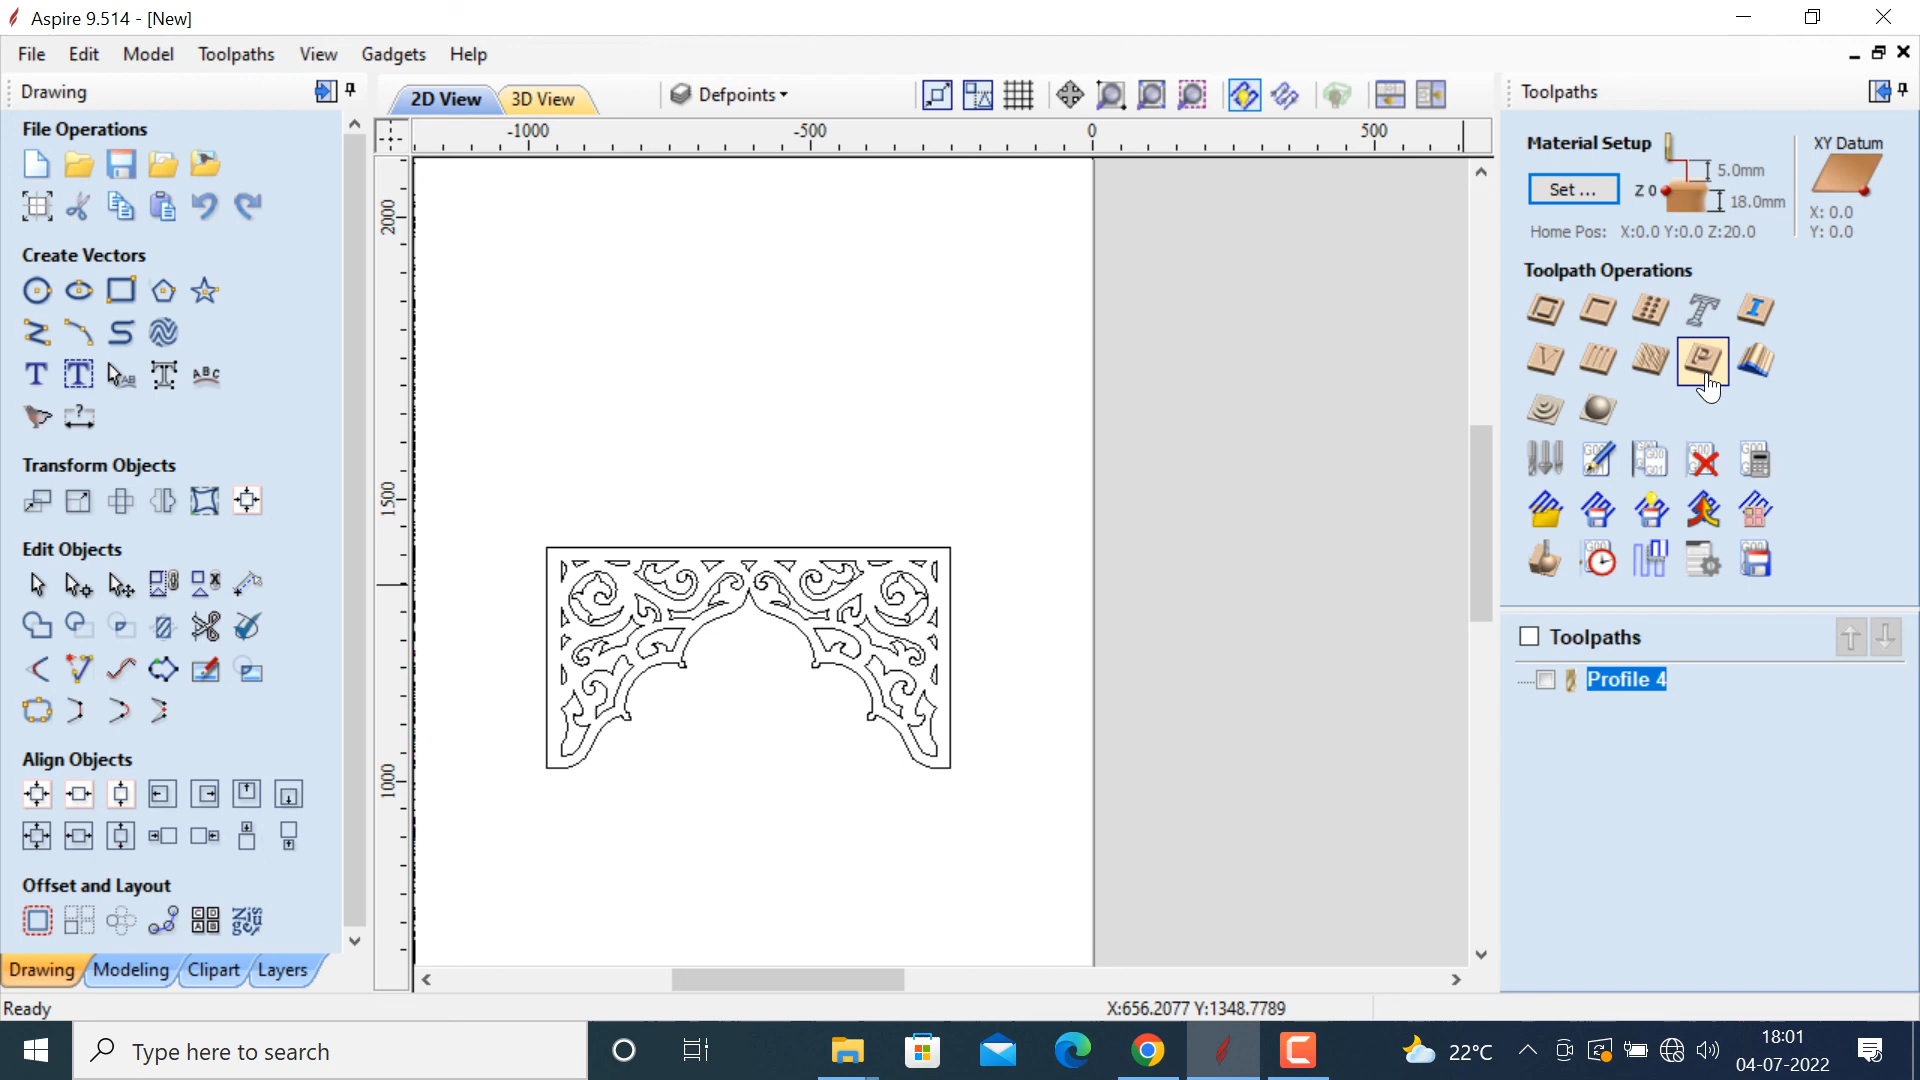 Aspire 9.514 - [New]
File Edit Model Toolpaths View Gadgets Help
Drawing
File Operations
Create Vectors
Transform Objects
Edit Objects
Align Objects
Offset and Layout
Drawing Modeling Clipart Layers
Ready
2D View 3D View Defpoints
-1000 -500 0 500
2000
1500
1000
X:656.2077 Y:1348.7789
Toolpaths
Material Setup
Set ...
Z 0
5.0mm
18.0mm
XY Datum
X: 0.0
Y: 0.0
Home Pos: X:0.0 Y:0.0 Z:20.0
Toolpath Operations
Toolpaths
Profile 4
Type here to search
22°C
18:01
04-07-2022